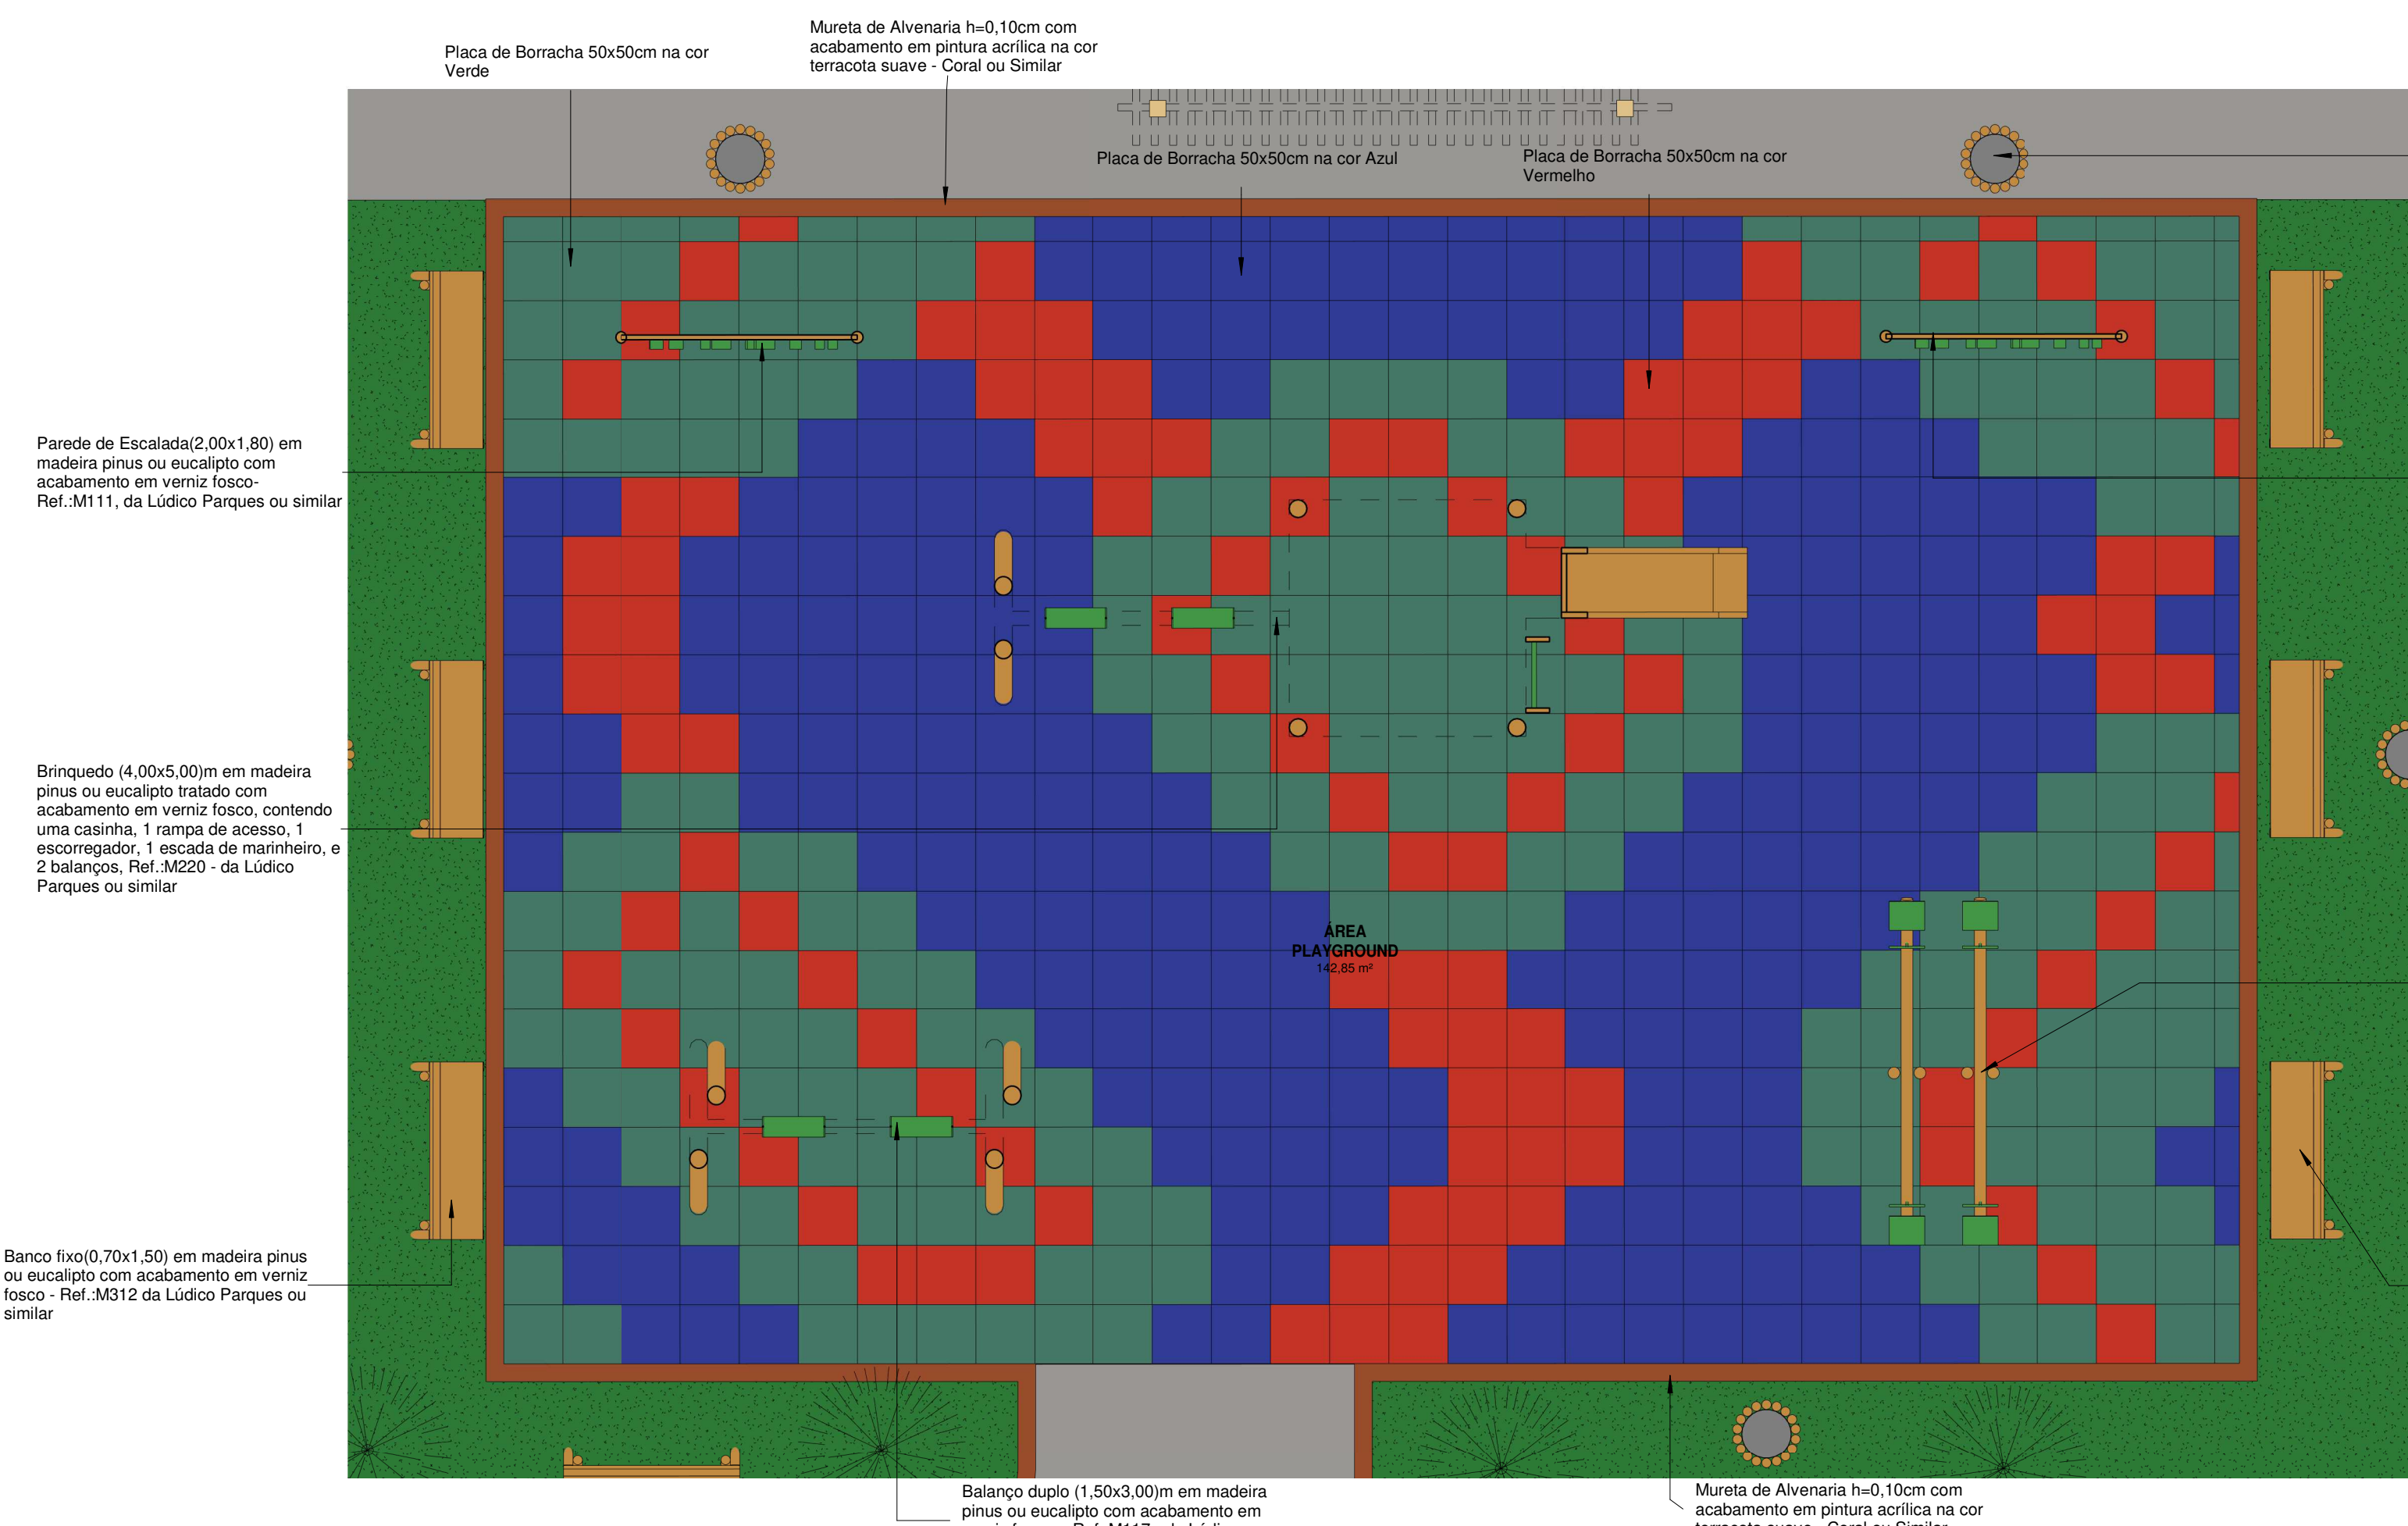 Mureta de Alvenaria h=0,10cm com
acabamento em pintura acrílica na cor
terracota suave - Coral ou Similar
Placa de Borracha 50x50cm na cor
Verde
Placa de Borracha 50x50cm na cor Azul
Placa de Borracha 50x50cm na cor
Vermelho
Parede de Escalada(2,00x1,80) em
madeira pinus ou eucalipto com
acabamento em verniz fosco-
Ref.:M111, da Lúdico Parques ou similar
Brinquedo (4,00x5,00)m em madeira
pinus ou eucalipto tratado com
acabamento em verniz fosco, contendo
uma casinha, 1 rampa de acesso, 1
escorregador, 1 escada de marinheiro, e
2 balanços, Ref.:M220 - da Lúdico
Parques ou similar
ÁREA
PLAYGROUND
142,85 m²
Banco fixo(0,70x1,50) em madeira pinus
ou eucalipto com acabamento em verniz
fosco - Ref.:M312 da Lúdico Parques ou
similar
Balanço duplo (1,50x3,00)m em madeira
pinus ou eucalipto com acabamento em
Mureta de Alvenaria h=0,10cm com
acabamento em pintura acrílica na cor
terracota suave - Coral ou Similar